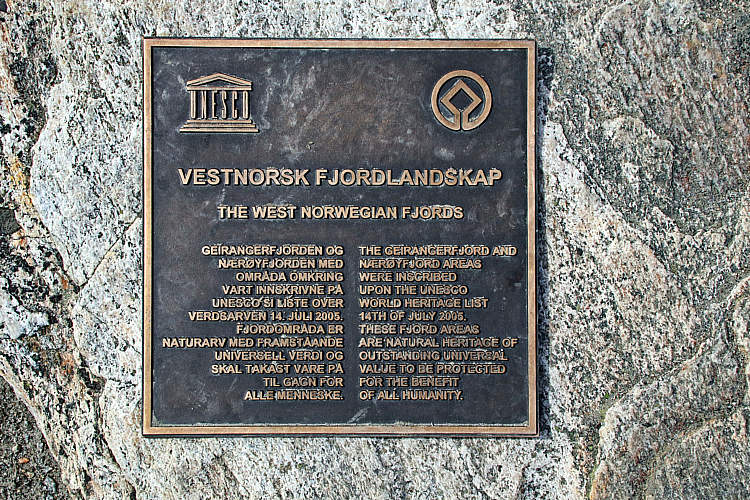 UNESCO
VESTNORSK FJORDLANDSKAP
THE WEST NORWEGIAN FJORDS
GEIRANGERFJORDEN OG
NÆRØYFJORDEN MED
OMRÅDA OMKRING
VART INNSKRIVNE PÅ
UNESCO SI LISTE OVER
VERDSARVEN 14. JULI 2005.
FJORDOMRÅDA ER
NATURARV MED FRAMSTÅANDE
UNIVERSELL VERDI OG
SKAL TAKAST VARE PÅ
TIL GAGN FOR
ALLE MENNESKE.
THE GEIRANGERFJORD AND
NÆRØYFJORD AREAS
WERE INSCRIBED
UPON THE UNESCO
WORLD HERITAGE LIST
14TH OF JULY 2005.
THESE FJORD AREAS
ARE NATURAL HERITAGE OF
OUTSTANDING UNIVERSAL
VALUE TO BE PROTECTED
FOR THE BENEFIT
OF ALL HUMANITY.